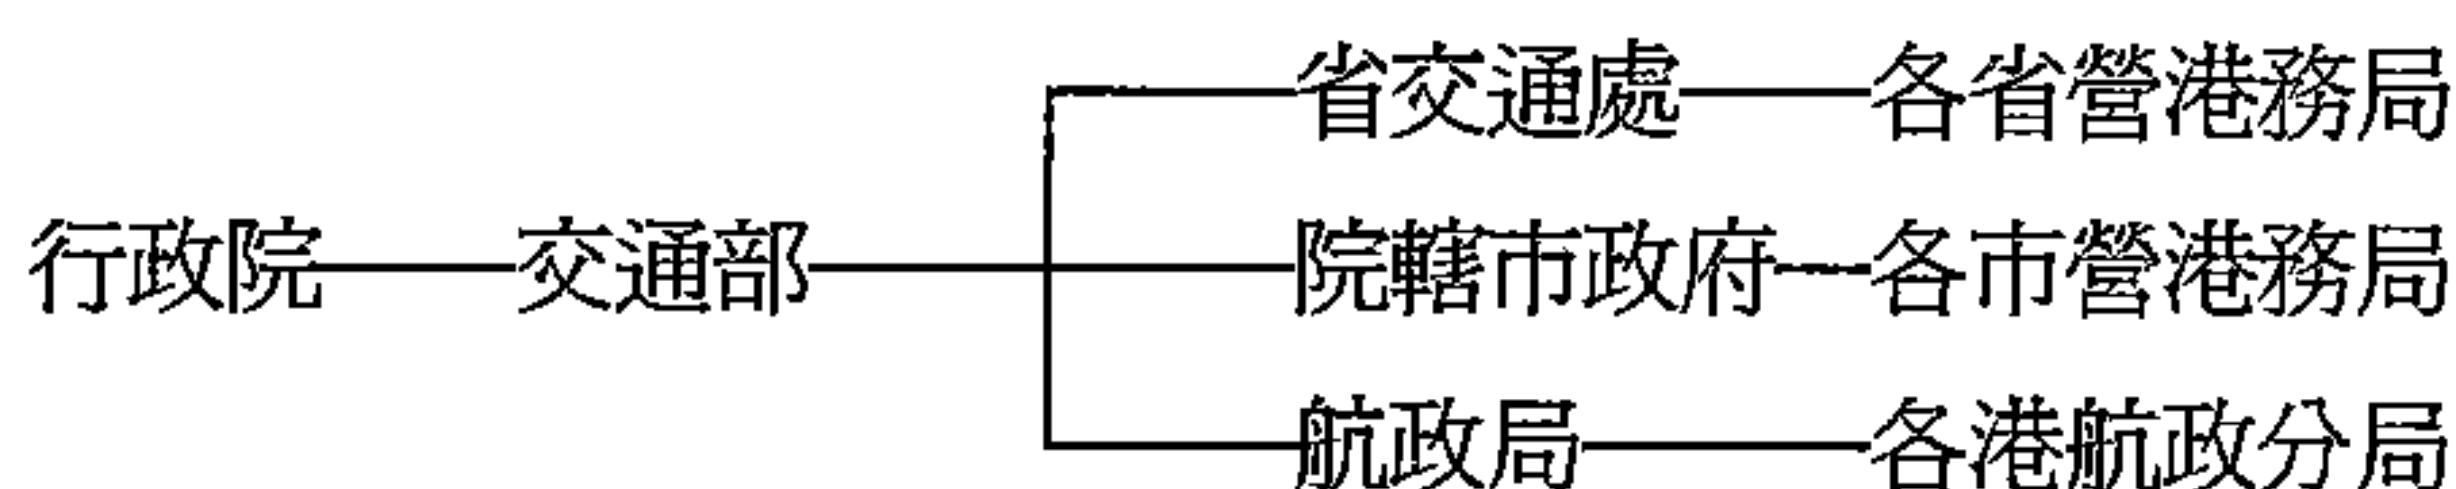 省交通處 各省營港務局
行政院 交通部 院轄市政府 各市營港務局
航政局 各港航政分局